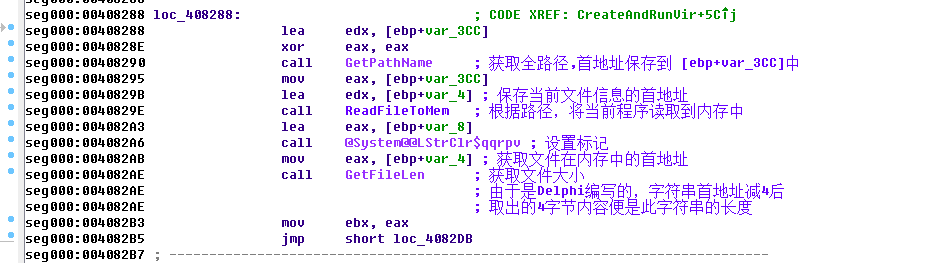 seg000:00408288 loc_408288: ; CODE XREF: CreateAndRunVir+5C↑j
seg000:00408288 lea edx, [ebp+var_3CC]
seg000:0040828E xor eax, eax
seg000:00408290 call GetPathName ; 获取全路径,首地址保存到 [ebp+var_3CC]中
seg000:00408295 mov eax, [ebp+var_3CC]
seg000:0040829B lea edx, [ebp+var_4] ; 保存当前文件信息的首地址
seg000:0040829E call ReadFileToMem ; 根据路径，将当前程序读取到内存中
seg000:004082A3 lea eax, [ebp+var_8]
seg000:004082A6 call @System@@LStrClr$qqrpv ; 设置标记
seg000:004082AB mov eax, [ebp+var_4] ; 获取文件在内存中的首地址
seg000:004082AE call GetFileLen ; 获取文件大小
seg000:004082AE ; 由于是Delphi编写的，字符串首地址减4后
seg000:004082AE ; 取出的4字节内容便是此字符串的长度
seg000:004082B3 mov ebx, eax
seg000:004082B5 jmp short loc_4082DB
seg000:004082B7 ; ---------------------------------------------------------------------------